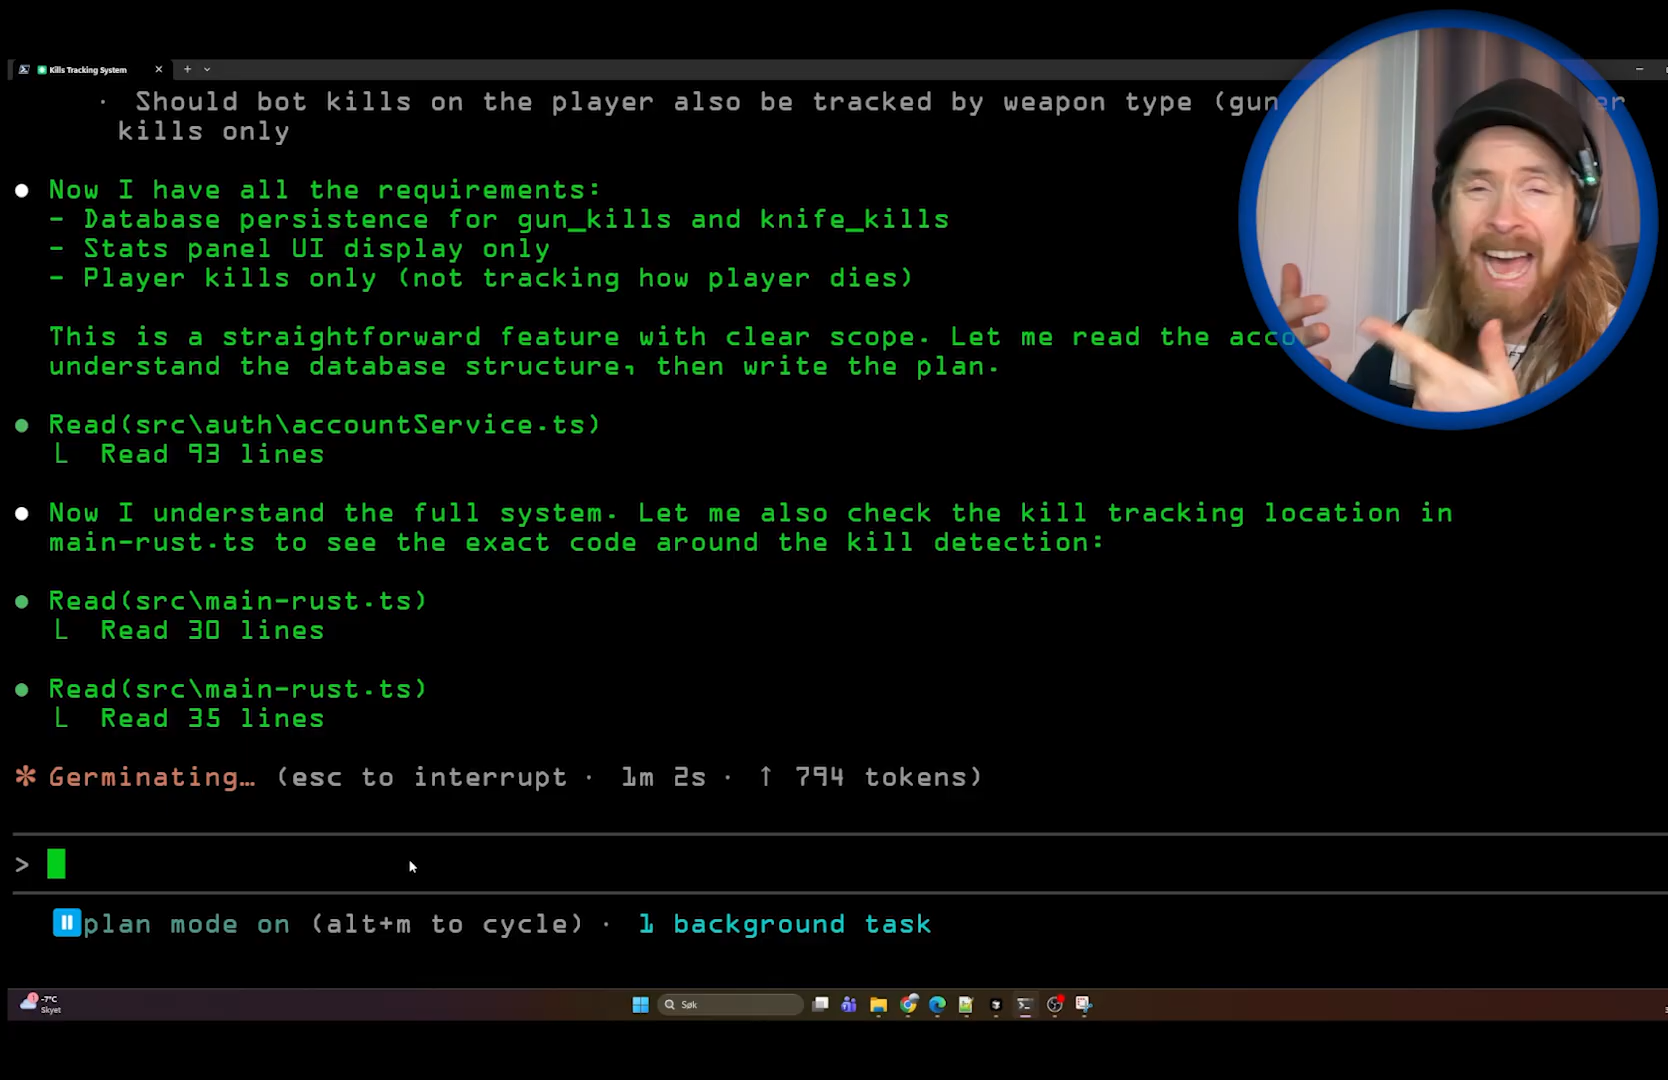 Kills Tracking System
· Should bot kills on the player also be tracked by weapon type (gun er
kills only
● Now I have all the requirements:
- Database persistence for gun_kills and knife_kills
- Stats panel UI display only
- Player kills only (not tracking how player dies)
This is a straightforward feature with clear scope. Let me read the acco
understand the database structure, then write the plan.
● Read(src\auth\accountService.ts)
└ Read 93 lines
● Now I understand the full system. Let me also check the kill tracking location in
main-rust.ts to see the exact code around the kill detection:
● Read(src\main-rust.ts)
└ Read 30 lines
● Read(src\main-rust.ts)
└ Read 35 lines
✻ Germinating… (esc to interrupt · 1m 2s · ↑ 794 tokens)
>
plan mode on (alt+m to cycle) · 1 background task
-7°C
Skyet
Søk